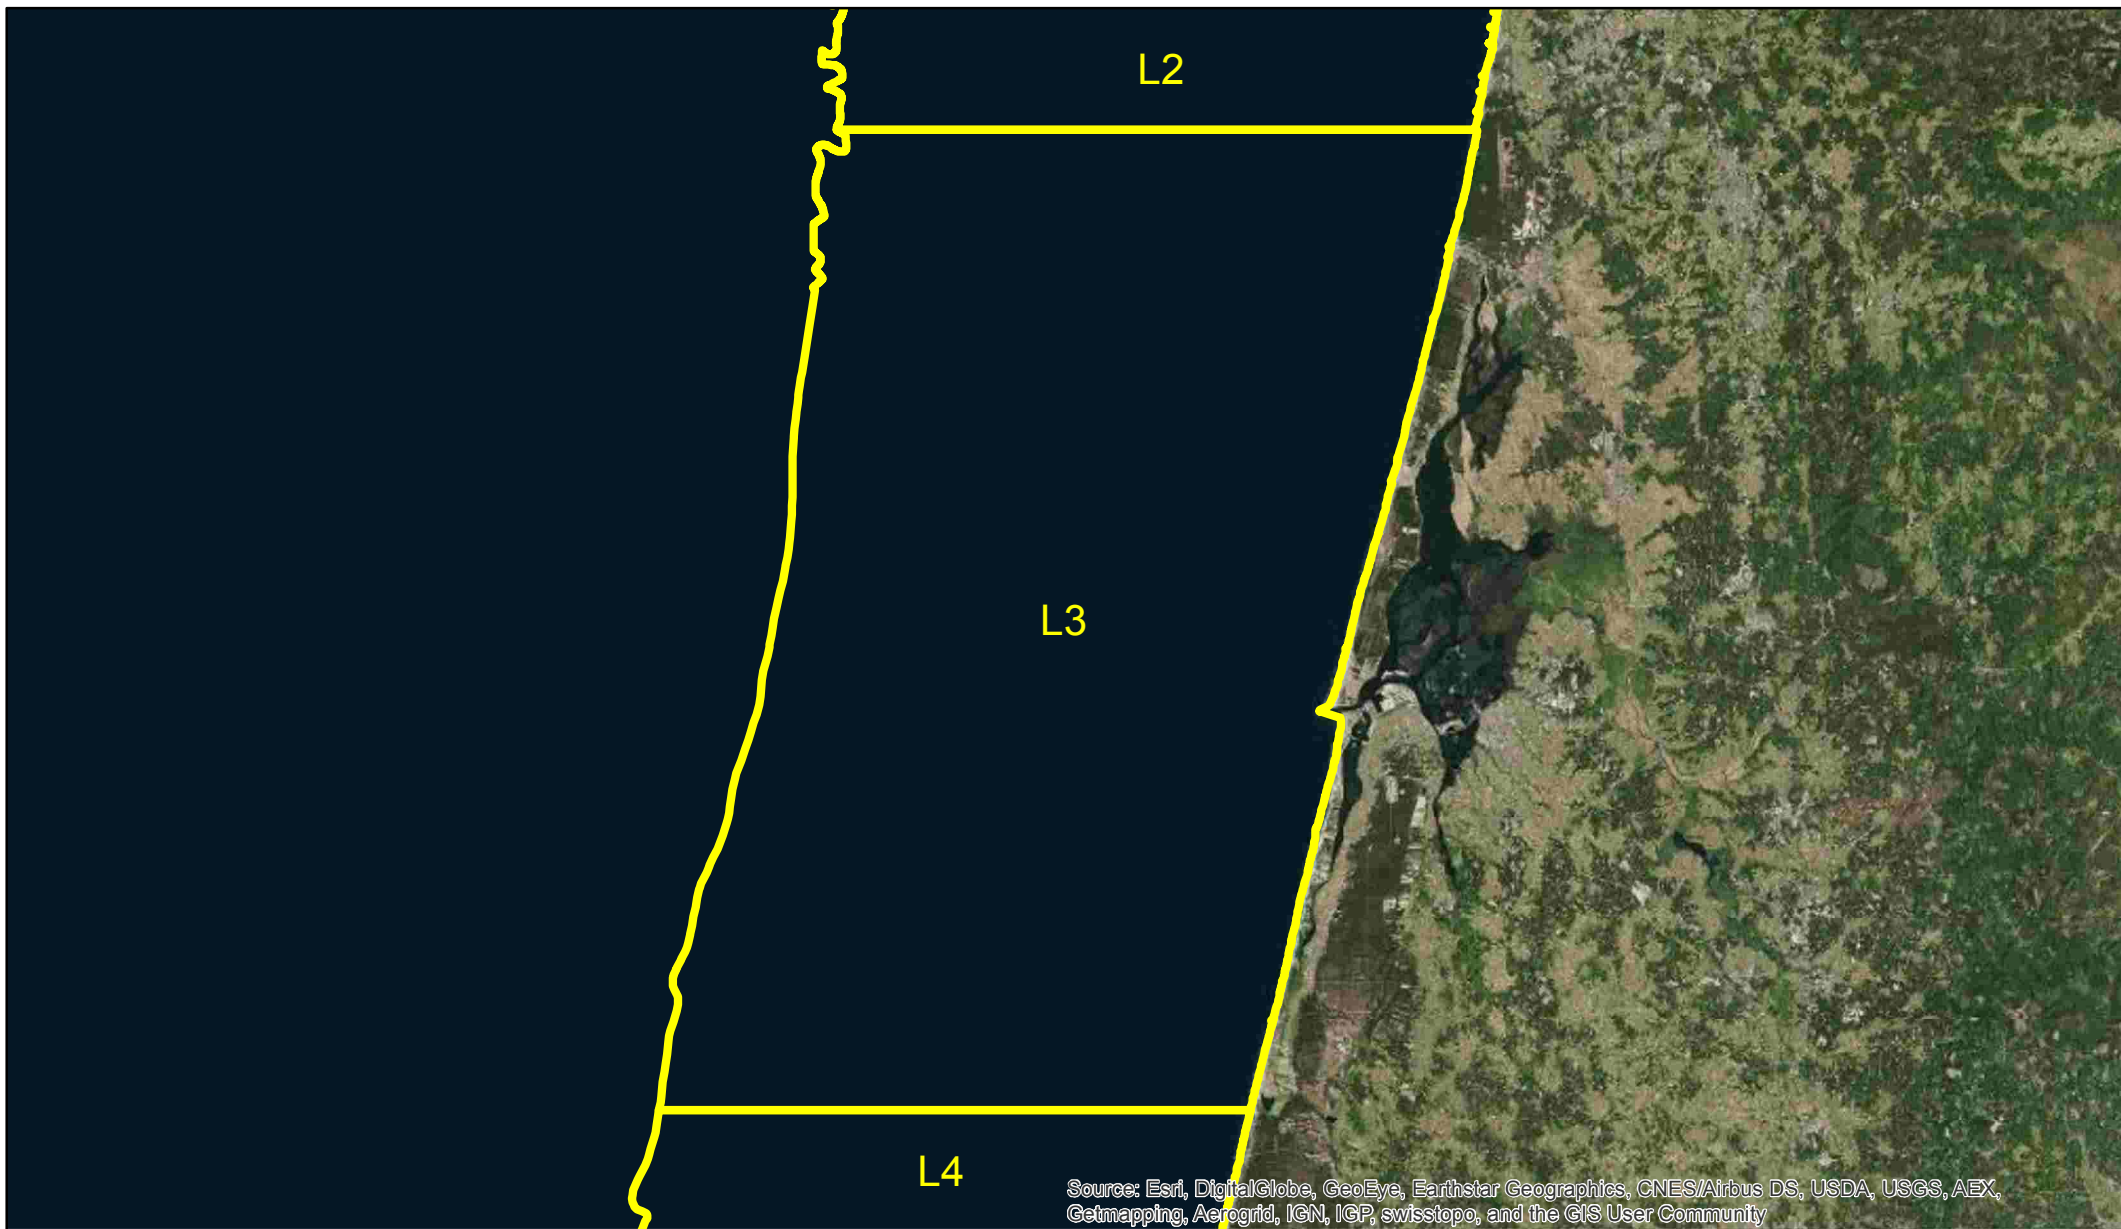 L2
L3
L4
Source: Esri, DigitalGlobe, GeoEye, Earthstar Geographics, CNES/Airbus DS, USDA, USGS, AEX,
Getmapping, Aerogrid, IGN, IGP, swisstopo, and the GIS User Community